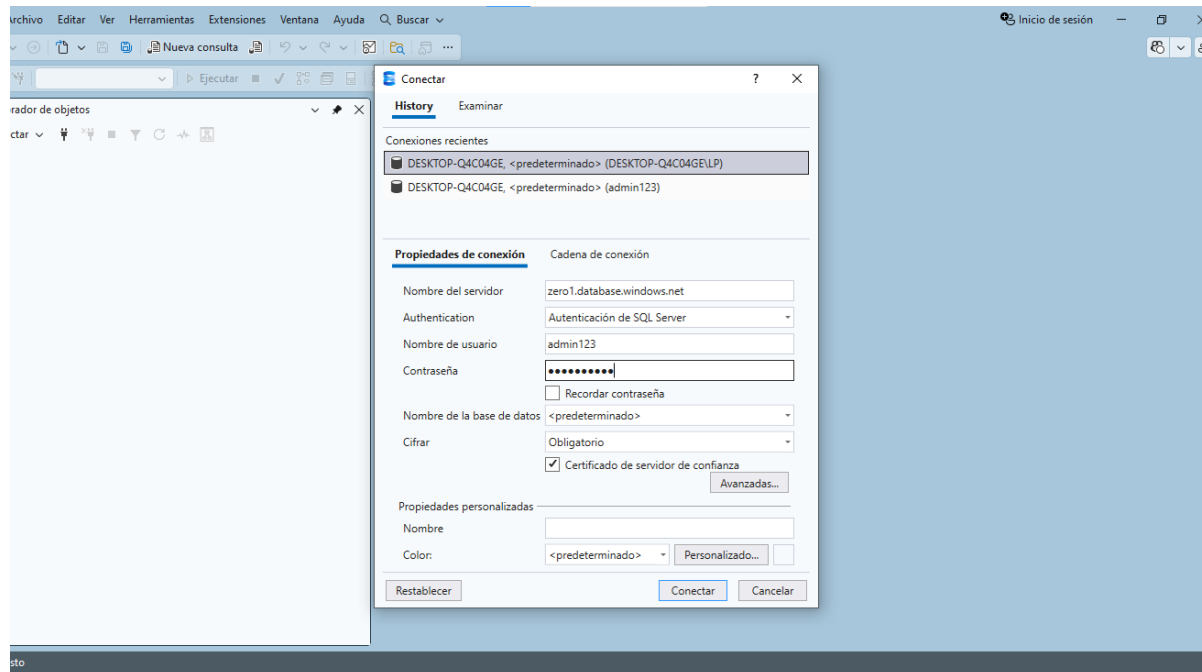 Archivo Editar Ver Herramientas Extensiones Ventana Ayuda Buscar Inicio de sesión
Nueva consulta
Ejecutar
rador de objetos
ctar
Conectar ?
History Examinar
Conexiones recientes
DESKTOP-Q4C04GE, <predeterminado> (DESKTOP-Q4C04GE\LP)
DESKTOP-Q4C04GE, <predeterminado> (admin123)
Propiedades de conexión Cadena de conexión
Nombre del servidor zero1.database.windows.net
Authentication Autenticación de SQL Server
Nombre de usuario admin123
Contraseña ••••••••••
Recordar contraseña
Nombre de la base de datos <predeterminado>
Cifrar Obligatorio
Certificado de servidor de confianza
Avanzadas...
Propiedades personalizadas
Nombre
Color: <predeterminado> Personalizado...
Restablecer Conectar Cancelar
sto